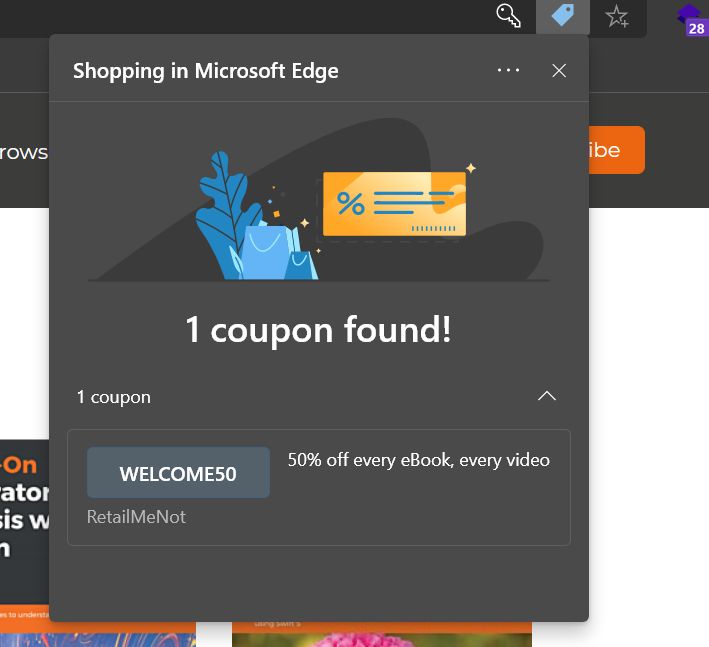 28
Shopping in Microsoft Edge
rows
ibe
%
1 coupon found!
1 coupon
WELCOME50
50% off every eBook, every video
RetailMeNot
-On
rator
sis w
n
es to understa
using Swift 5